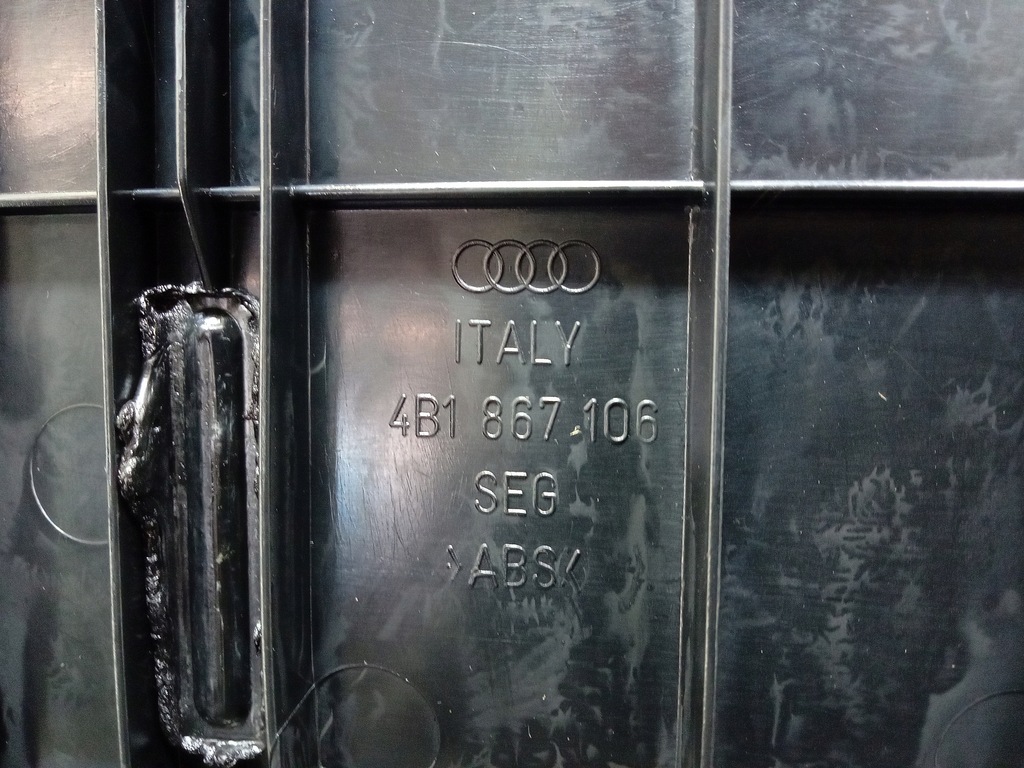 ITALY
4B1 867 106
SEG
>ABS<